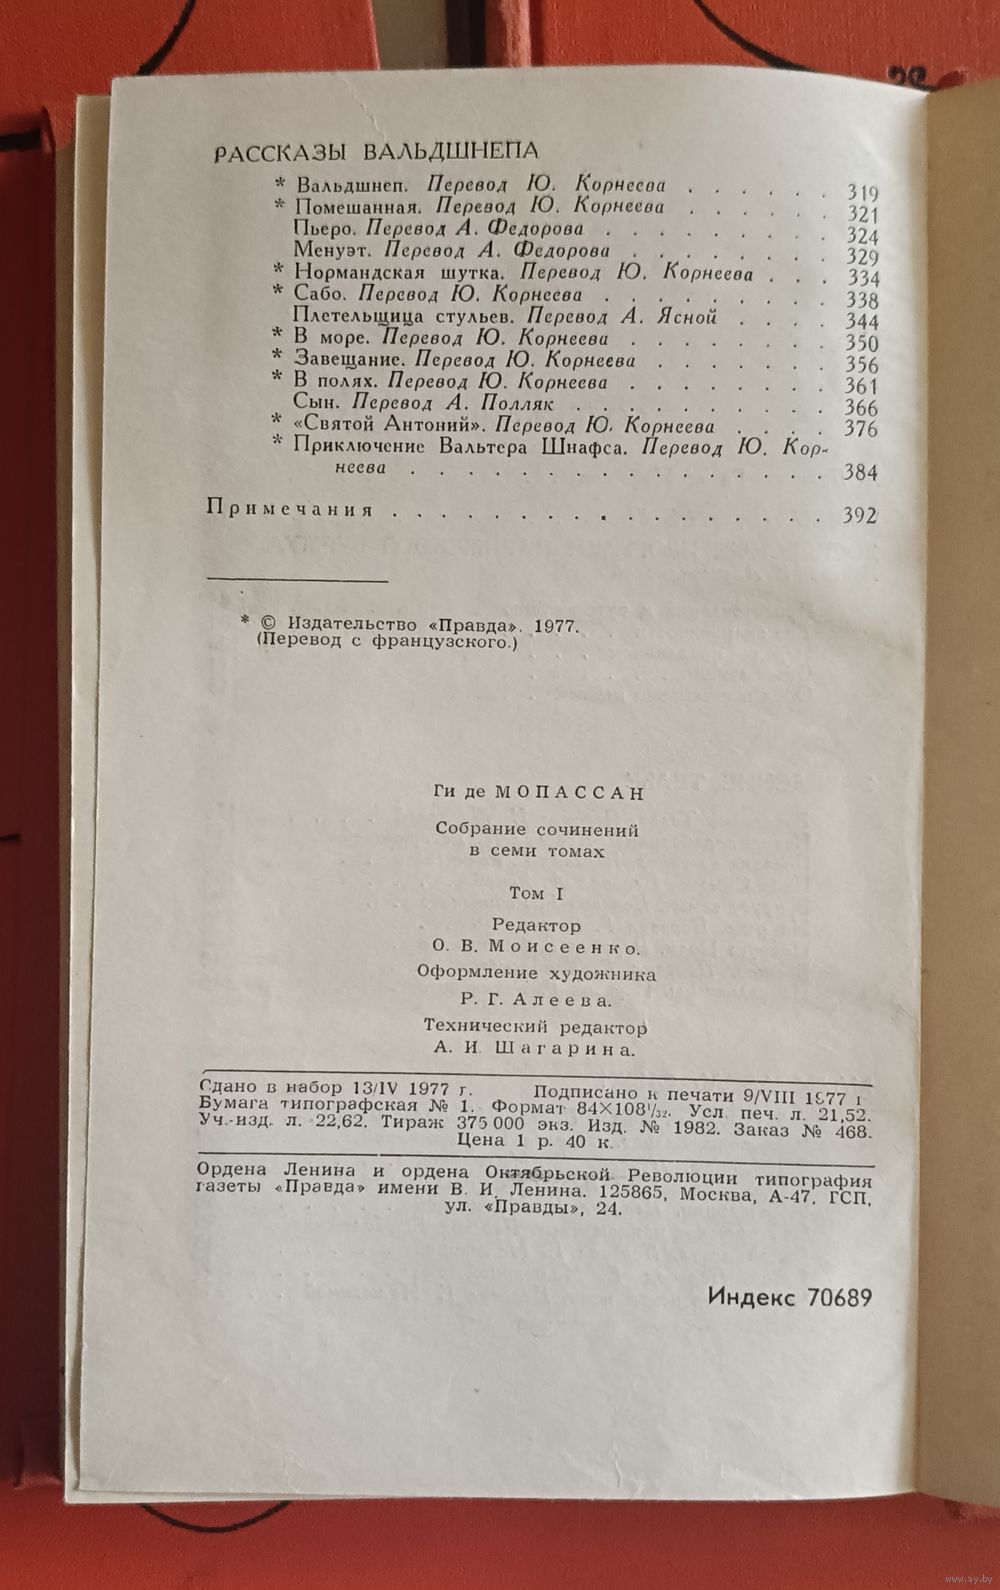 РАССКАЗЫ ВАЛЬДШНЕПА
* Вальдшнеп. Перевод Ю. Корнеева . . . . . . 319
* Помешанная. Перевод Ю. Корнеева . . . . . . 321
Пьеро. Перевод А. Федорова . . . . . . . . . 324
Менуэт. Перевод А. Федорова . . . . . . . . 329
* Нормандская шутка. Перевод Ю. Корнеева . . . 334
* Сабо. Перевод Ю. Корнеева . . . . . . . . . 338
Плетельщица стульев. Перевод А. Ясной . . . . 344
* В море. Перевод Ю. Корнеева . . . . . . . . 350
* Завещание. Перевод Ю. Корнеева . . . . . . . 356
* В полях. Перевод Ю. Корнеева . . . . . . . . 361
Сын. Перевод А. Полляк . . . . . . . . . . 366
* «Святой Антоний». Перевод Ю. Корнеева . . . . 376
* Приключение Вальтера Шнафса. Перевод Ю. Кор-
неева . . . . . . . . . . . . . . . . 384
Примечания . . . . . . . . . . . . . . . . . 392
* © Издательство «Правда». 1977.
(Перевод с французского.)
Ги де МОПАССАН
Собрание сочинений
в семи томах
Том I
Редактор
О. В. Моисеенко.
Оформление художника
Р. Г. Алеева.
Технический редактор
А. И. Шагарина.
Сдано в набор 13/IV 1977 г. Подписано к печати 9/VIII 1977 г
Бумага типографская № 1. Формат 84×108¹/₃₂. Усл. печ. л. 21,52.
Уч.-изд. л. 22,62. Тираж 375 000 экз. Изд. № 1982. Заказ № 468.
Цена 1 р. 40 к.
Ордена Ленина и ордена Октябрьской Революции типография
газеты «Правда» имени В. И. Ленина. 125865, Москва, А-47, ГСП,
ул. «Правды», 24.
Индекс 70689
www.ay.by